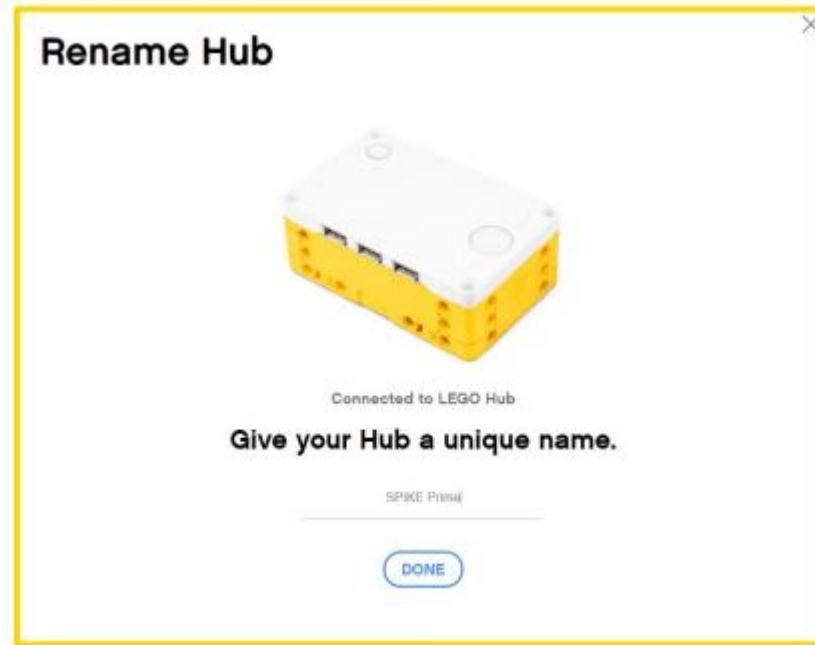 Rename Hub
Connected to LEGO Hub
Give your Hub a unique name.
SPIKE Prime
DONE